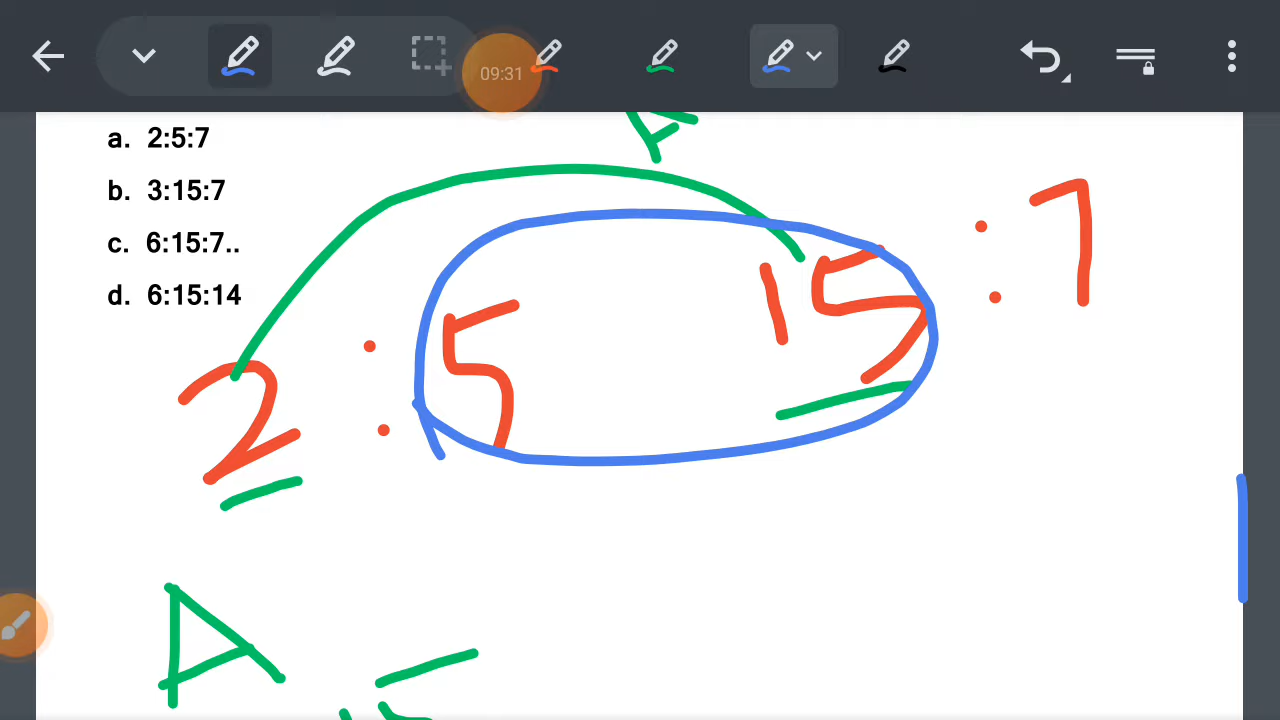 09:31
A
a. 2:5:7
b. 3:15:7
c. 6:15:7..
d. 6:15:14
2 : 5 15 : 7
A